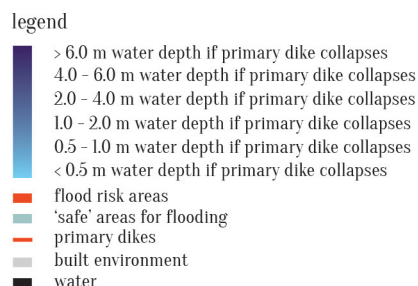 legend
> 6.0 m water depth if primary dike collapses
4.0 - 6.0 m water depth if primary dike collapses
2.0 - 4.0 m water depth if primary dike collapses
1.0 - 2.0 m water depth if primary dike collapses
0.5 - 1.0 m water depth if primary dike collapses
< 0.5 m water depth if primary dike collapses
flood risk areas
‘safe’ areas for flooding
primary dikes
built environment
water